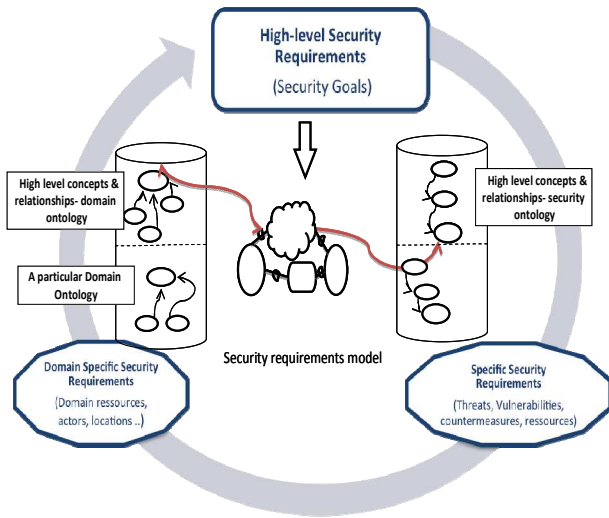 High-level Security
Requirements
(Security Goals)
High level concepts &
relationships- domain
ontology
High level concepts &
relationships- security
ontology
A particular Domain
Ontology
Security requirements model
Domain Specific Security
Requirements
(Domain ressources,
actors, locations ..)
Specific Security
Requirements
(Threats, Vulnerabilities,
countermeasures, ressources)